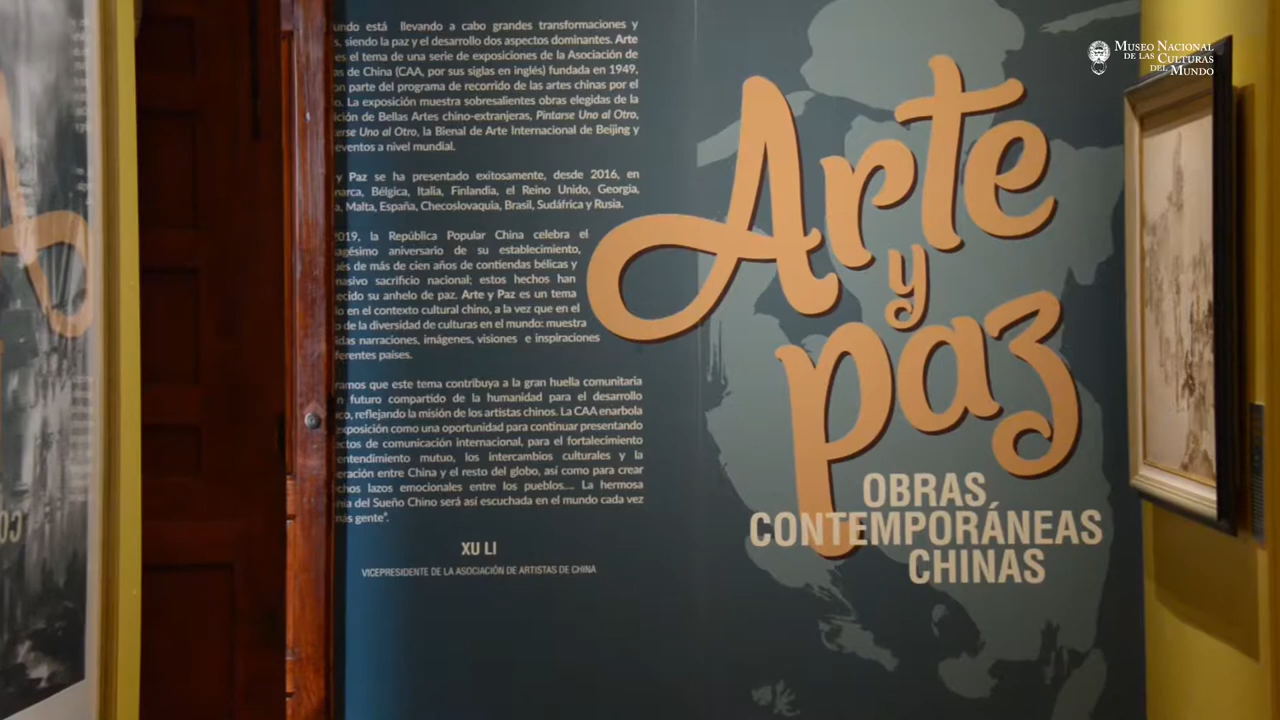 undo está llevando a cabo grandes transformaciones y
s, siendo la paz y el desarrollo dos aspectos dominantes. Arte
es el tema de una serie de exposiciones de la Asociación de
as de China (CAA, por sus siglas en inglés) fundada en 1949,
on parte del programa de recorrido de las artes chinas por el
o. La exposición muestra sobresalientes obras elegidas de la
ición de Bellas Artes chino-extranjeras, Pintarse Uno al Otro,
erse Uno al Otro, la Bienal de Arte Internacional de Beijing y
eventos a nivel mundial.
y Paz se ha presentado exitosamente, desde 2016, en
marca, Bélgica, Italia, Finlandia, el Reino Unido, Georgia,
a, Malta, España, Checoslovaquia, Brasil, Sudáfrica y Rusia.
2019, la República Popular China celebra el
agésimo aniversario de su establecimiento,
ués de más de cien años de contiendas bélicas y
masivo sacrificio nacional; estos hechos han
ecido su anhelo de paz. Arte y Paz es un tema
lo en el contexto cultural chino, a la vez que en el
o de la diversidad de culturas en el mundo: muestra
idas narraciones, imágenes, visiones e inspiraciones
ferentes países.
ramos que este tema contribuya a la gran huella comunitaria
n futuro compartido de la humanidad para el desarrollo
ico, reflejando la misión de los artistas chinos. La CAA enarbola
exposición como una oportunidad para continuar presentando
ectos de comunicación internacional, para el fortalecimiento
entendimiento mutuo, los intercambios culturales y la
eración entre China y el resto del globo, así como para crear
chos lazos emocionales entre los pueblos.... La hermosa
nía del Sueño Chino será así escuchada en el mundo cada vez
más gente".
XU LI
VICEPRESIDENTE DE LA ASOCIACIÓN DE ARTISTAS DE CHINA
Arte
y
paz
OBRAS
CONTEMPORÁNEAS
CHINAS
MUSEO NACIONAL
DE LAS CULTURAS
DEL MUNDO